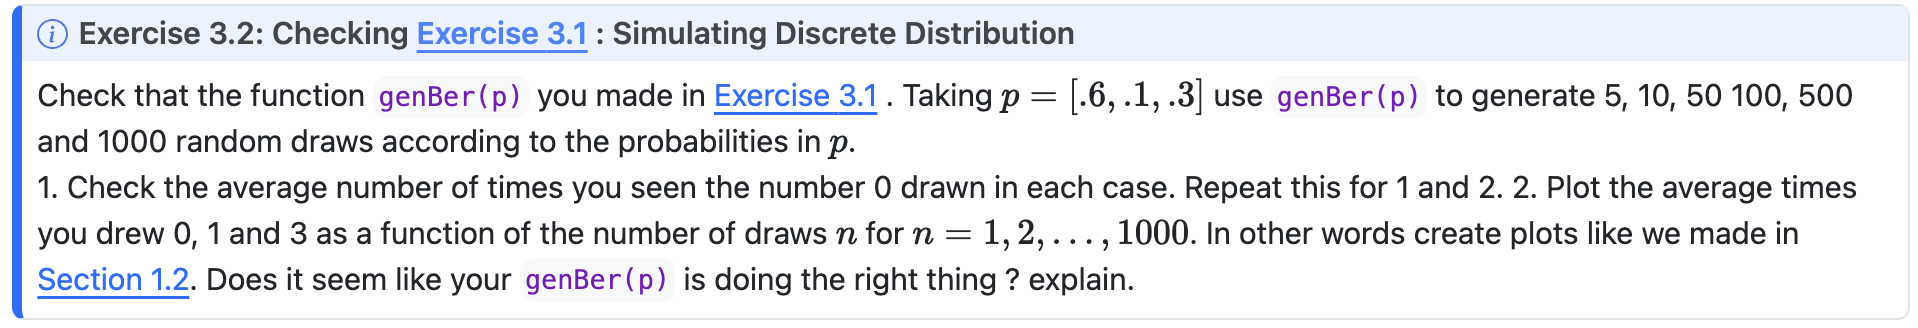 Exercise 3.2: Checking Exercise 3.1 : Simulating Discrete Distribution
Check that the function genBer(p) you made in Exercise 3.1 . Taking p = [.6, .1, .3] use genBer(p) to generate 5, 10, 50 100, 500
and 1000 random draws according to the probabilities in p.
1. Check the average number of times you seen the number 0 drawn in each case. Repeat this for 1 and 2. 2. Plot the average times
you drew 0, 1 and 3 as a function of the number of draws n for n = 1, 2, . . . , 1000. In other words create plots like we made in
Section 1.2. Does it seem like your genBer(p) is doing the right thing ? explain.